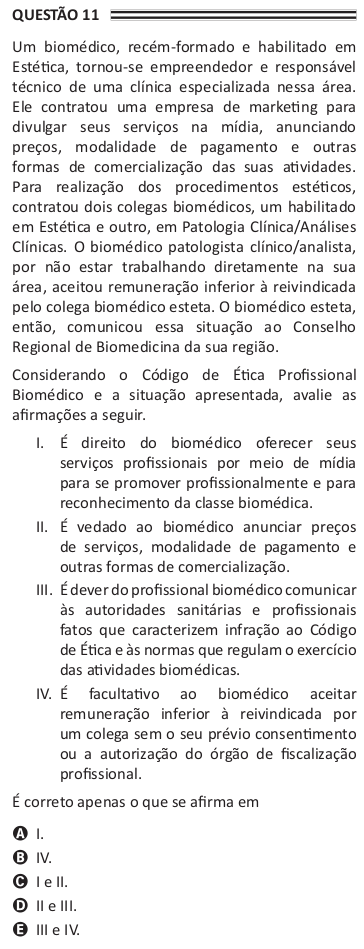 QUESTÃO 11
Um biomédico, recém-formado e habilitado em
Estética, tornou-se empreendedor e responsável
técnico de uma clínica especializada nessa área.
Ele contratou uma empresa de marketing para
divulgar seus serviços na mídia, anunciando
preços, modalidade de pagamento e outras
formas de comercialização das suas atividades.
Para realização dos procedimentos estéticos,
contratou dois colegas biomédicos, um habilitado
em Estética e outro, em Patologia Clínica/Análises
Clínicas. O biomédico patologista clínico/analista,
por não estar trabalhando diretamente na sua
área, aceitou remuneração inferior à reivindicada
pelo colega biomédico esteta. O biomédico esteta,
então, comunicou essa situação ao Conselho
Regional de Biomedicina da sua região.
Considerando o Código de Ética Profissional
Biomédico e a situação apresentada, avalie as
afirmações a seguir.
I. É direito do biomédico oferecer seus
serviços profissionais por meio de mídia
para se promover profissionalmente e para
reconhecimento da classe biomédica.
II. É vedado ao biomédico anunciar preços
de serviços, modalidade de pagamento e
outras formas de comercialização.
III. É dever do profissional biomédico comunicar
às autoridades sanitárias e profissionais
fatos que caracterizem infração ao Código
de Ética e às normas que regulam o exercício
das atividades biomédicas.
IV. É facultativo ao biomédico aceitar
remuneração inferior à reivindicada por
um colega sem o seu prévio consentimento
ou a autorização do órgão de fiscalização
profissional.
É correto apenas o que se afirma em
A I.
B IV.
C I e II.
D II e III.
E III e IV.